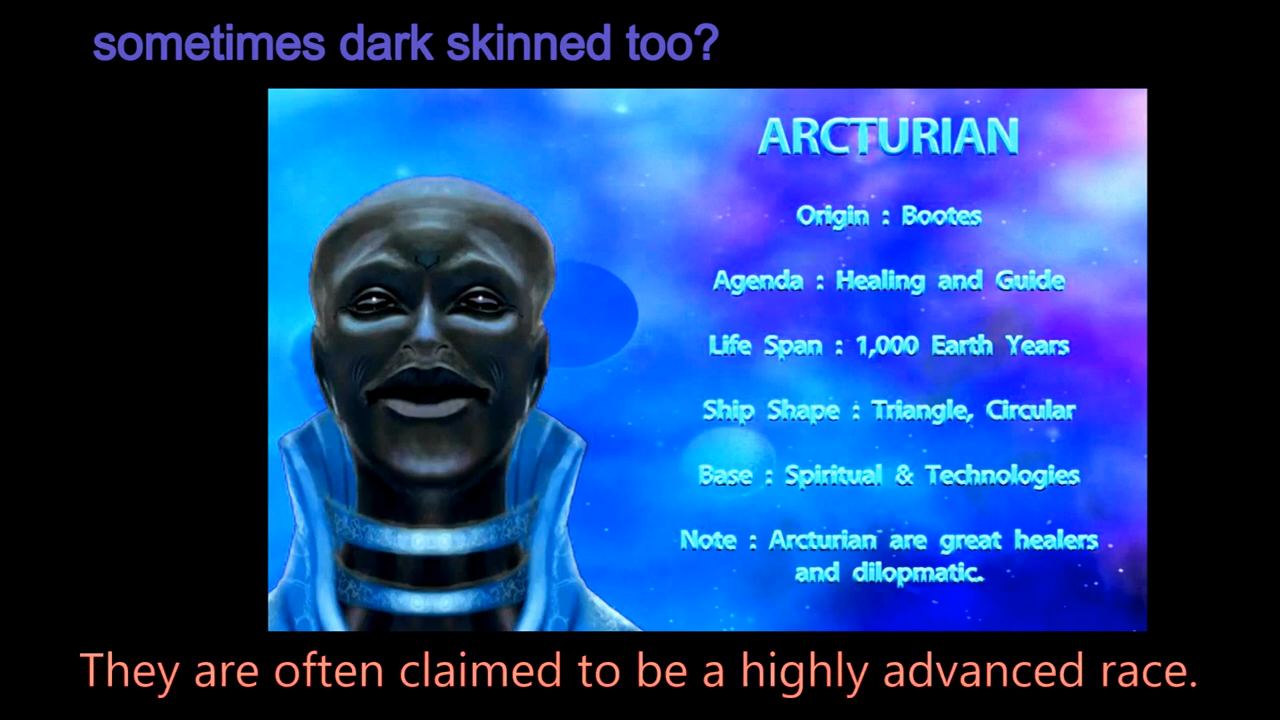 sometimes dark skinned too?
ARCTURIAN
Origin : Bootes
Agenda : Healing and Guide
Life Span : 1,000 Earth Years
Ship Shape : Triangle, Circular
Base : Spiritual & Technologies
Note : Arcturian are great healers
and dilopmatic.
They are often claimed to be a highly advanced race.